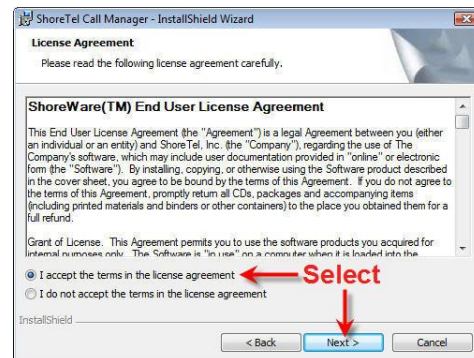 ShoreTel Call Manager - InstallShield Wizard
License Agreement
Please read the following license agreement carefully.
ShoreWare(TM) End User License Agreement
This End User License Agreement (the "Agreement") is a legal Agreement between you (either
an individual or an entity) and ShoreTel, Inc. (the "Company"), regarding the use of The
Company's software, which may include user documentation provided in "online" or electronic
form (the "Software"). By installing, copying, or otherwise using the Software product described
in the cover sheet, you agree to be bound by the terms of this Agreement. If you do not agree to
the terms of this Agreement, promptly return all CDs, packages and accompanying items
(including printed materials and binders or other containers) to the place you obtained them for a
full refund.
Grant of License. This Agreement permits you to use the software products you acquired for
internal purposes only. The Software is "in use" on a computer when it is loaded into the
I accept the terms in the license agreement
Select
I do not accept the terms in the license agreement
InstallShield
< Back
Next >
Cancel